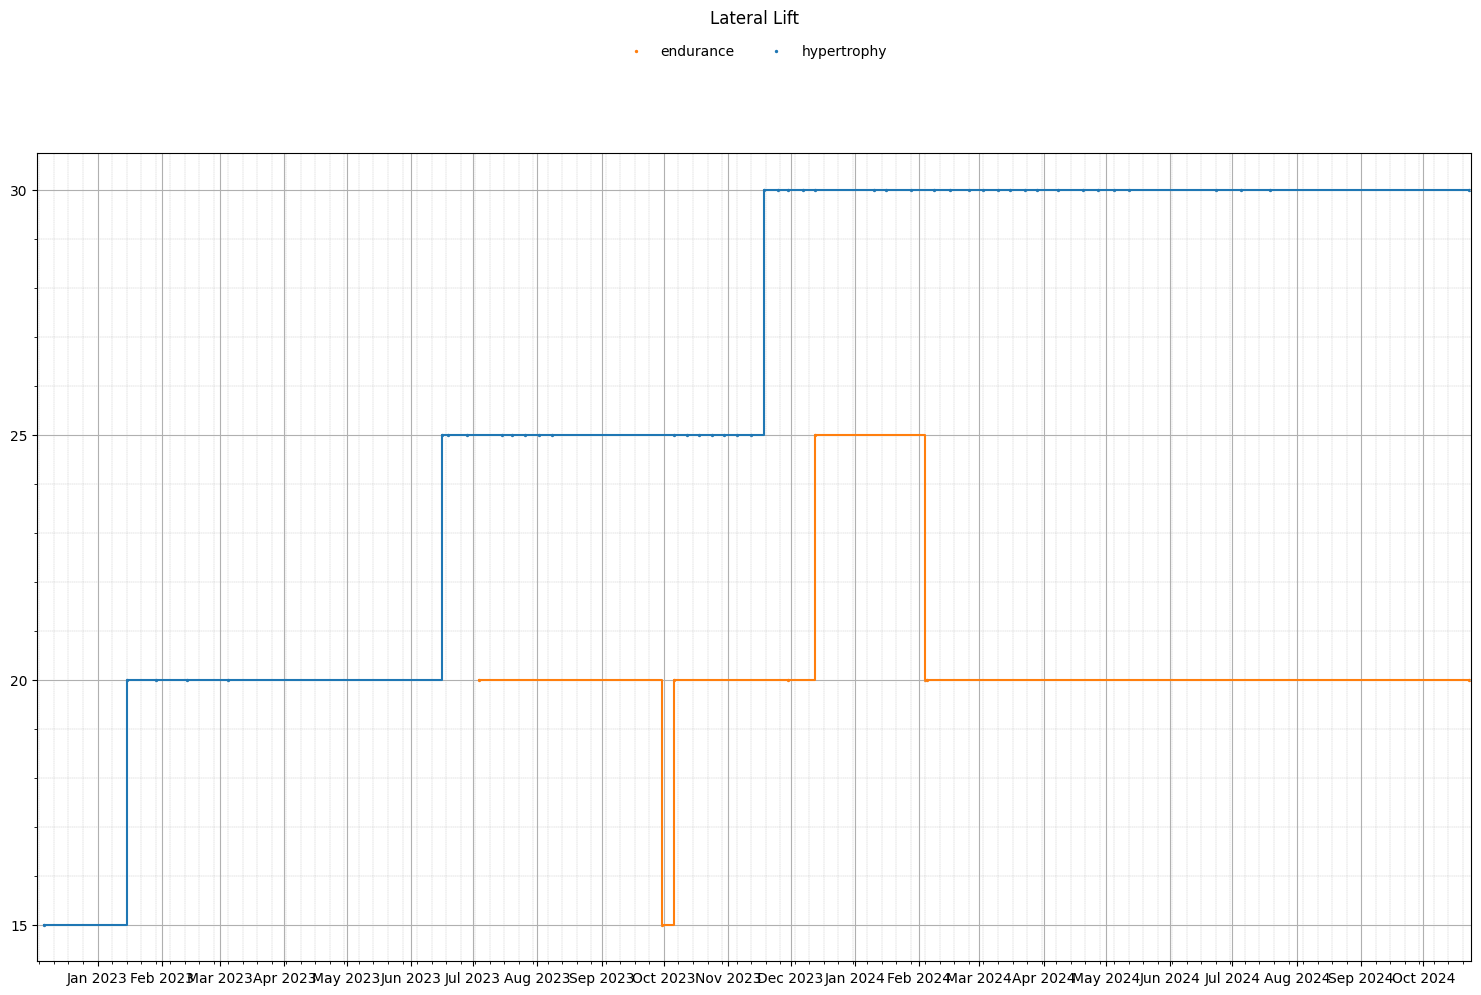 Lateral Lift
endurance hypertrophy
30
25
20
15
Jan 2023 Feb 2023 Mar 2023 Apr 2023 May 2023 Jun 2023 Jul 2023 Aug 2023 Sep 2023 Oct 2023 Nov 2023 Dec 2023 Jan 2024 Feb 2024 Mar 2024 Apr 2024 May 2024 Jun 2024 Jul 2024 Aug 2024 Sep 2024 Oct 2024